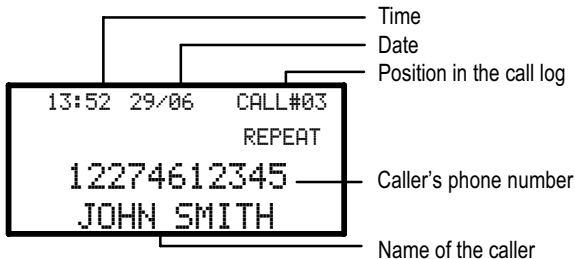 Time
Date
Position in the call log
13:52 29/06 CALL#03
REPEAT
12274612345
Caller's phone number
JOHN SMITH
Name of the caller